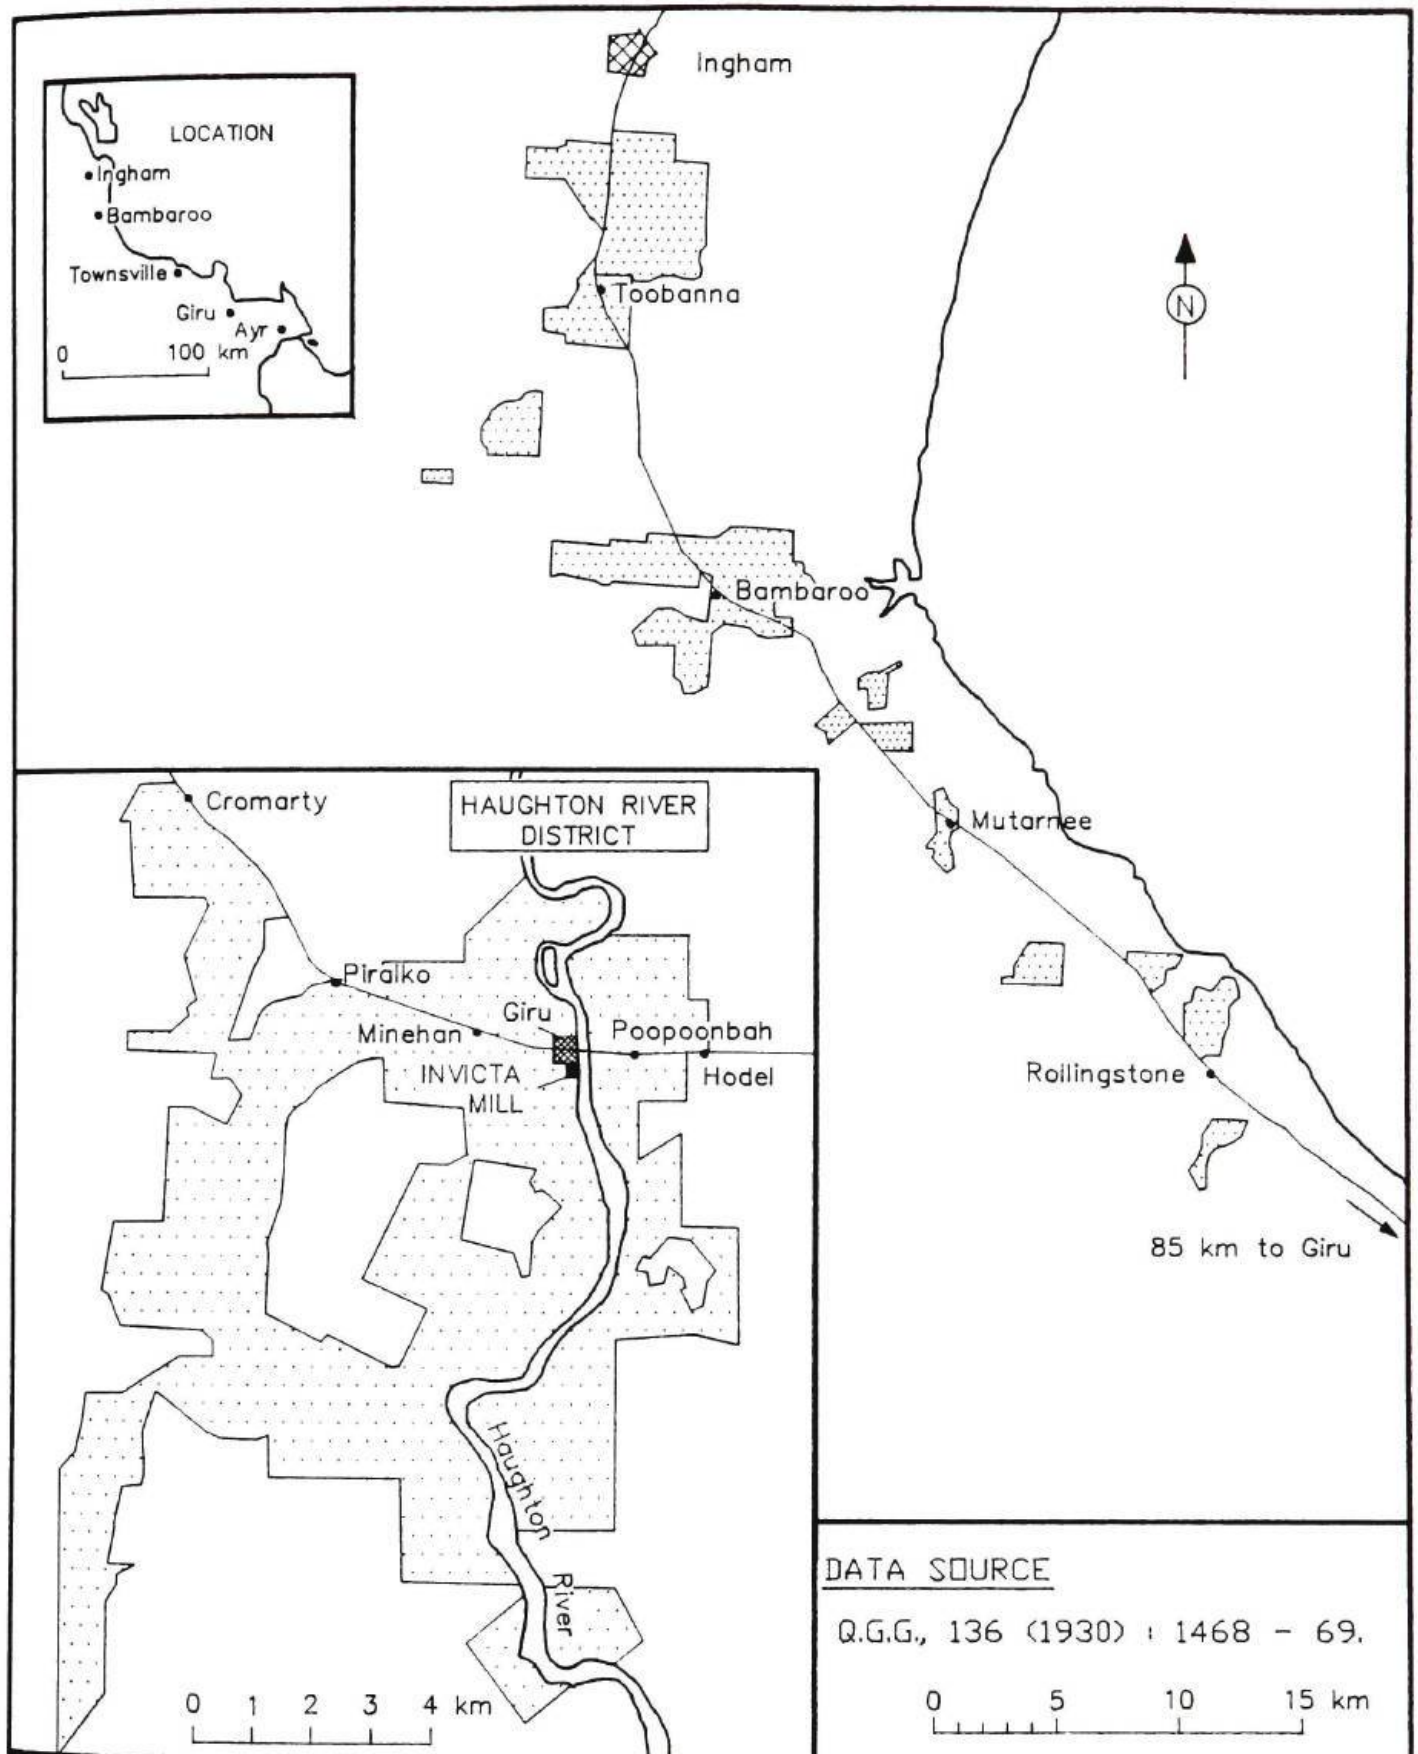 Ingham
LOCATION
Ingham
Bambaroo
Townsville
Giru
Ayr
0 100 km
N
Toobanna
Bambaroo
Mutarnee
Rollingstone
85 km to Giru
Cromarty
HAUGHTON RIVER
DISTRICT
Piralko
Giru
Minehan
Poopoonbah
INVICTA
MILL
Hodel
Haughton
River
0 1 2 3 4 km
DATA SOURCE
Q.G.G., 136 (1930) : 1468 - 69.
0 5 10 15 km